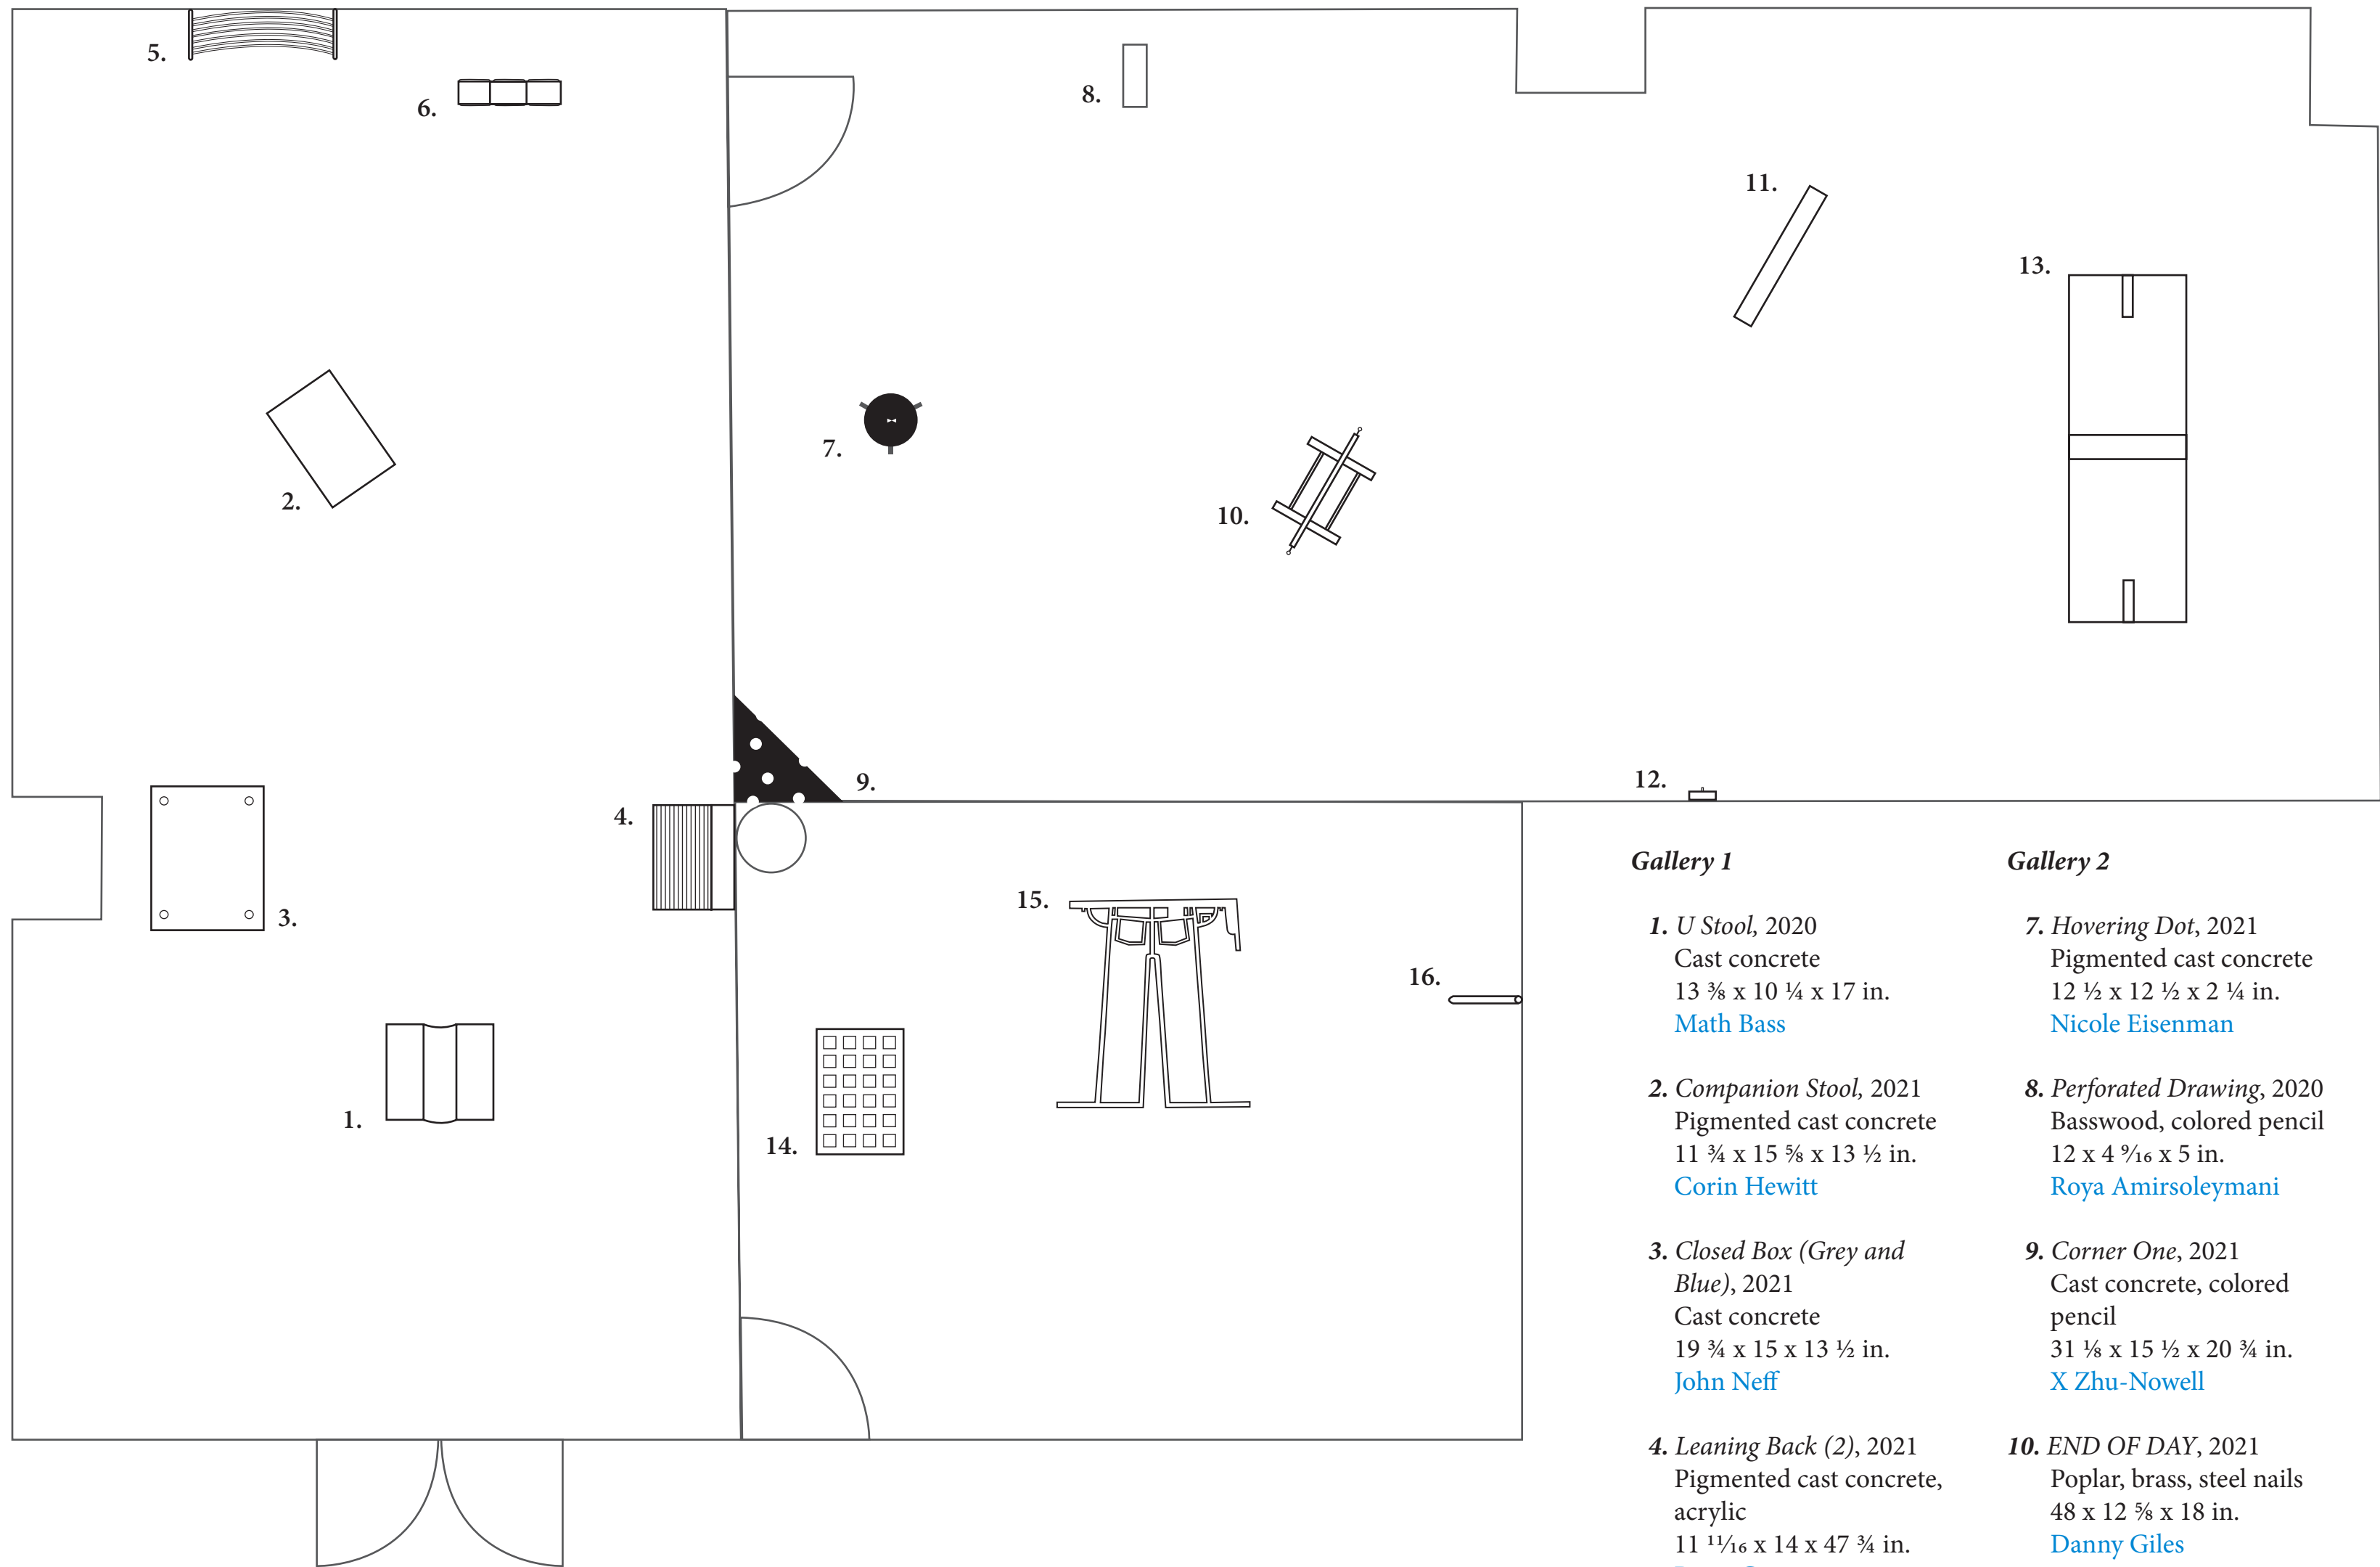 5.
6.
8.
11.
13.
7.
2.
10.
9.
12.
4.
3.
15.
16.
1.
14.
Gallery 1
1. U Stool, 2020
Cast concrete
13 ⅜ x 10 ¼ x 17 in.
Math Bass
2. Companion Stool, 2021
Pigmented cast concrete
11 ¾ x 15 ⅝ x 13 ½ in.
Corin Hewitt
3. Closed Box (Grey and
Blue), 2021
Cast concrete
19 ¾ x 15 x 13 ½ in.
John Neff
4. Leaning Back (2), 2021
Pigmented cast concrete,
acrylic
11 ¹¹⁄₁₆ x 14 x 47 ¾ in.
Gallery 2
7. Hovering Dot, 2021
Pigmented cast concrete
12 ½ x 12 ½ x 2 ¼ in.
Nicole Eisenman
8. Perforated Drawing, 2020
Basswood, colored pencil
12 x 4 ⁹⁄₁₆ x 5 in.
Roya Amirsoleymani
9. Corner One, 2021
Cast concrete, colored
pencil
31 ⅛ x 15 ½ x 20 ¾ in.
X Zhu-Nowell
10. END OF DAY, 2021
Poplar, brass, steel nails
48 x 12 ⅝ x 18 in.
Danny Giles